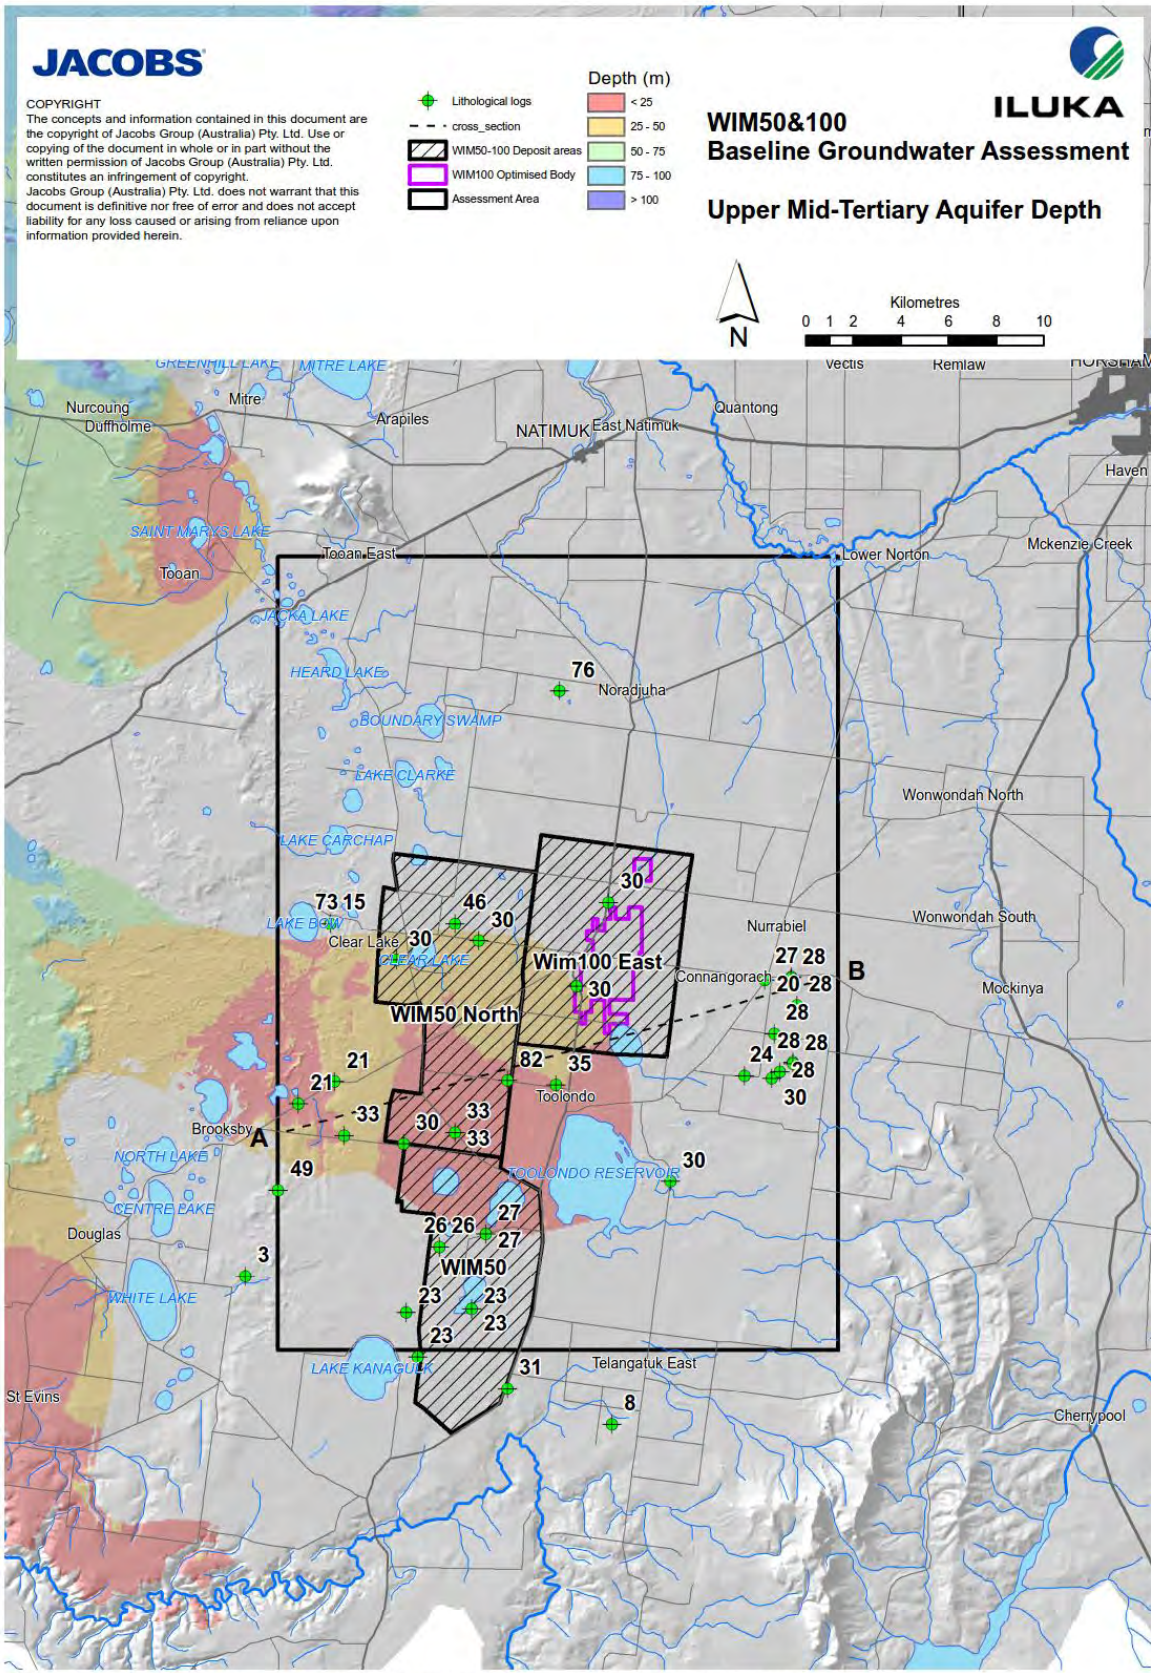 JACOBS
COPYRIGHT
The concepts and information contained in this document are
the copyright of Jacobs Group (Australia) Pty. Ltd. Use or
copying of the document in whole or in part without the
written permission of Jacobs Group (Australia) Pty. Ltd.
constitutes an infringement of copyright.
Jacobs Group (Australia) Pty. Ltd. does not warrant that this
document is definitive nor free of error and does not accept
liability for any loss caused or arising from reliance upon
information provided herein.
Lithological logs
cross_section
WIM50-100 Deposit areas
WIM100 Optimised Body
Assessment Area
Depth (m)
< 25
25 - 50
50 - 75
75 - 100
> 100
ILUKA
WIM50&100
Baseline Groundwater Assessment
Upper Mid-Tertiary Aquifer Depth
N
Kilometres
0 1 2 4 6 8 10
GREENHILL LAKE
MITRE LAKE
Vectis
Remlaw
HORSHAM
Nurcoung
Mitre
Duffholme
Arapiles
Quantong
NATIMUK
East Natimuk
Haven
SAINT MARYS LAKE
Tooan East
Lower Norton
Mckenzie Creek
Tooan
JACKA LAKE
HEARD LAKE
76
Noradjuha
BOUNDARY SWAMP
LAKE CLARKE
Wonwondah North
LAKE CARCHAP
30
73 15
46
LAKE BOW
30
Wonwondah South
Nurrabiel
Clear Lake
30
CLEAR LAKE
Wim100 East
27 28
B
Connangorach
30
20 28
Mockinya
WIM50 North
28
28 28
82
35
24
21
28
21
Toolondo
30
33
30
33
Brooksby
A
33
NORTH LAKE
49
TOOLONDO RESERVOIR
30
CENTRE LAKE
27
26 26
Douglas
27
3
WIM50
WHITE LAKE
23
23
23
23
Telangatuk East
LAKE KANAGULK
31
St Evins
8
Cherrypool